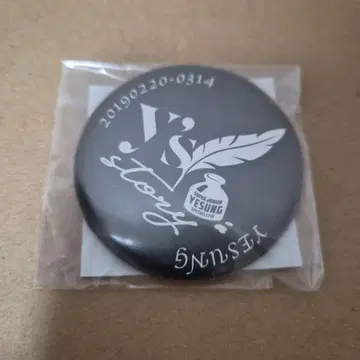 20190220-0314
y's
story
SUPER JUNIOR
YESUNG
YESUNG